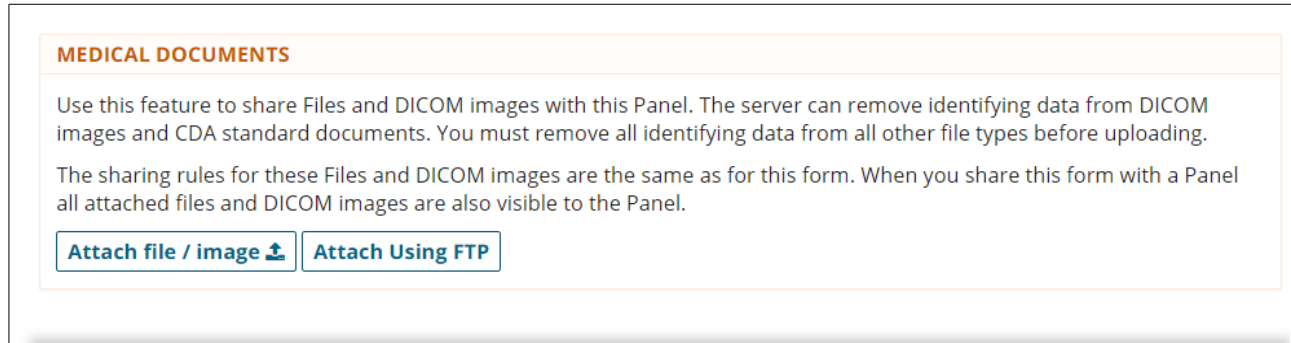 MEDICAL DOCUMENTS
Use this feature to share Files and DICOM images with this Panel. The server can remove identifying data from DICOM
images and CDA standard documents. You must remove all identifying data from all other file types before uploading.
The sharing rules for these Files and DICOM images are the same as for this form. When you share this form with a Panel
all attached files and DICOM images are also visible to the Panel.
Attach file / image Attach Using FTP